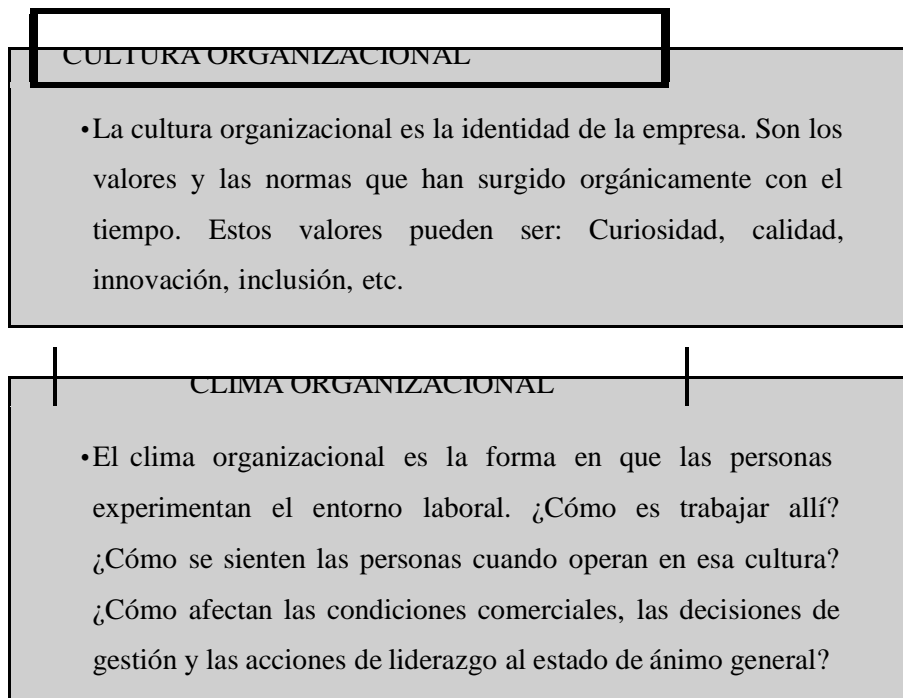 CULTURA ORGANIZACIONAL
•La cultura organizacional es la identidad de la empresa. Son los
valores y las normas que han surgido orgánicamente con el
tiempo. Estos valores pueden ser: Curiosidad, calidad,
innovación, inclusión, etc.
CLIMA ORGANIZACIONAL
•El clima organizacional es la forma en que las personas
experimentan el entorno laboral. ¿Cómo es trabajar allí?
¿Cómo se sienten las personas cuando operan en esa cultura?
¿Cómo afectan las condiciones comerciales, las decisiones de
gestión y las acciones de liderazgo al estado de ánimo general?